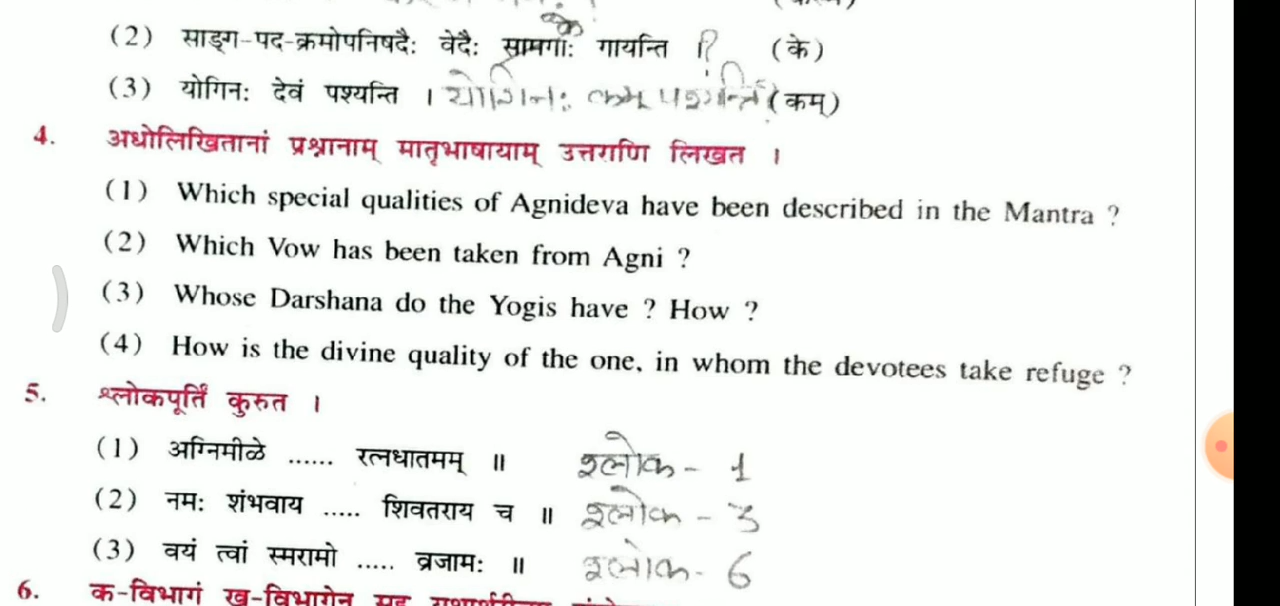 (2) साङ्ग-पद-क्रमोपनिषदैः वेदैः सामगाः गायन्ति ? (के)
(3) योगिनः देवं पश्यन्ति । योगिनः कम् पश्यन्ति (कम्)
4. अधोलिखितानां प्रश्नानाम् मातृभाषायाम् उत्तराणि लिखत ।
(1) Which special qualities of Agnideva have been described in the Mantra ?
(2) Which Vow has been taken from Agni ?
(3) Whose Darshana do the Yogis have ? How ?
(4) How is the divine quality of the one, in whom the devotees take refuge ?
5. श्लोकपूर्तिं कुरुत ।
(1) अग्निमीळे ...... रत्नधातमम् ॥ श्लोक - 1
(2) नमः शंभवाय ..... शिवतराय च ॥ श्लोक - 3
(3) वयं त्वां स्मरामो ..... व्रजामः ॥ श्लोक - 6
6. क-विभागं ख-विभागेन सह